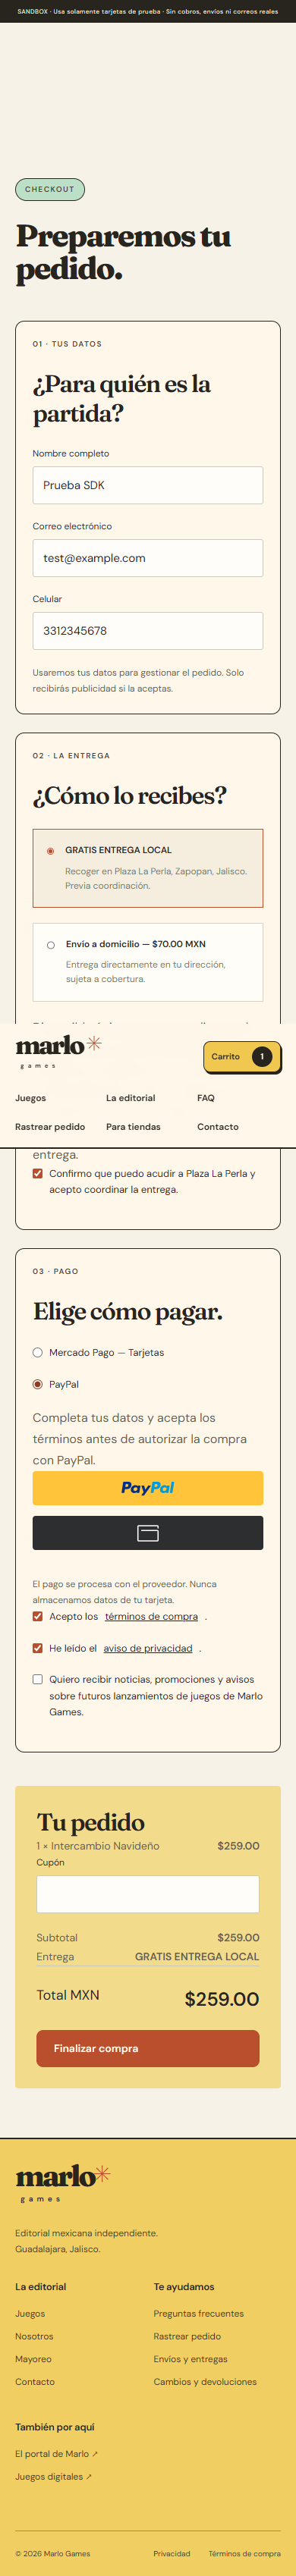 SANDBOX · Usa solamente tarjetas de prueba · Sin cobros, envíos ni correos reales
CHECKOUT
Preparemos tu
pedido.
01 · TUS DATOS
¿Para quién es la
partida?
Nombre completo
Prueba SDK
Correo electrónico
test@example.com
Celular
3312345678
Usaremos tus datos para gestionar el pedido. Solo
recibirás publicidad si la aceptas.
02 · LA ENTREGA
¿Cómo lo recibes?
GRATIS ENTREGA LOCAL
Recoger en Plaza La Perla, Zapopan, Jalisco.
Previa coordinación.
Envío a domicilio — $70.00 MXN
Entrega directamente en tu dirección,
sujeta a cobertura.
marlo
games
Carrito 1
Juegos La editorial FAQ
Rastrear pedido Para tiendas Contacto
entrega.
Confirmo que puedo acudir a Plaza La Perla y
acepto coordinar la entrega.
03 · PAGO
Elige cómo pagar.
Mercado Pago — Tarjetas
PayPal
Completa tus datos y acepta los
términos antes de autorizar la compra
con PayPal.
PayPal
El pago se procesa con el proveedor. Nunca
almacenamos datos de tu tarjeta.
Acepto los términos de compra .
He leído el aviso de privacidad .
Quiero recibir noticias, promociones y avisos
sobre futuros lanzamientos de juegos de Marlo
Games.
Tu pedido
1 × Intercambio Navideño $259.00
Cupón
Subtotal $259.00
Entrega GRATIS ENTREGA LOCAL
Total MXN $259.00
Finalizar compra
marlo
games
Editorial mexicana independiente.
Guadalajara, Jalisco.
La editorial
Juegos
Nosotros
Mayoreo
Contacto
Te ayudamos
Preguntas frecuentes
Rastrear pedido
Envíos y entregas
Cambios y devoluciones
También por aquí
El portal de Marlo ↗
Juegos digitales ↗
© 2026 Marlo Games Privacidad Términos de compra